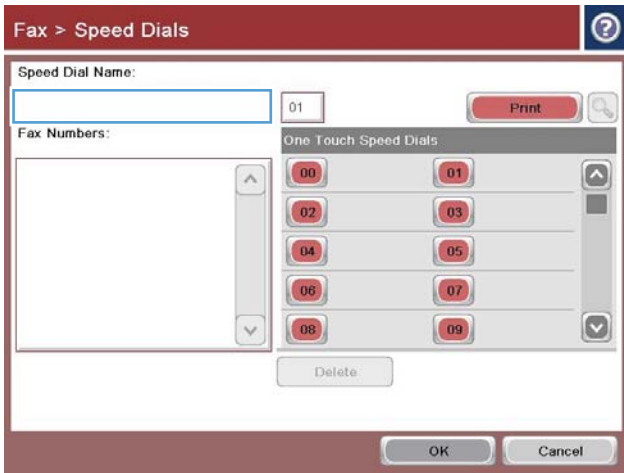 Fax > Speed Dials
?
Speed Dial Name:
01
Print
Fax Numbers:
One Touch Speed Dials
00 01
02 03
04 05
06 07
08 09
Delete
OK Cancel